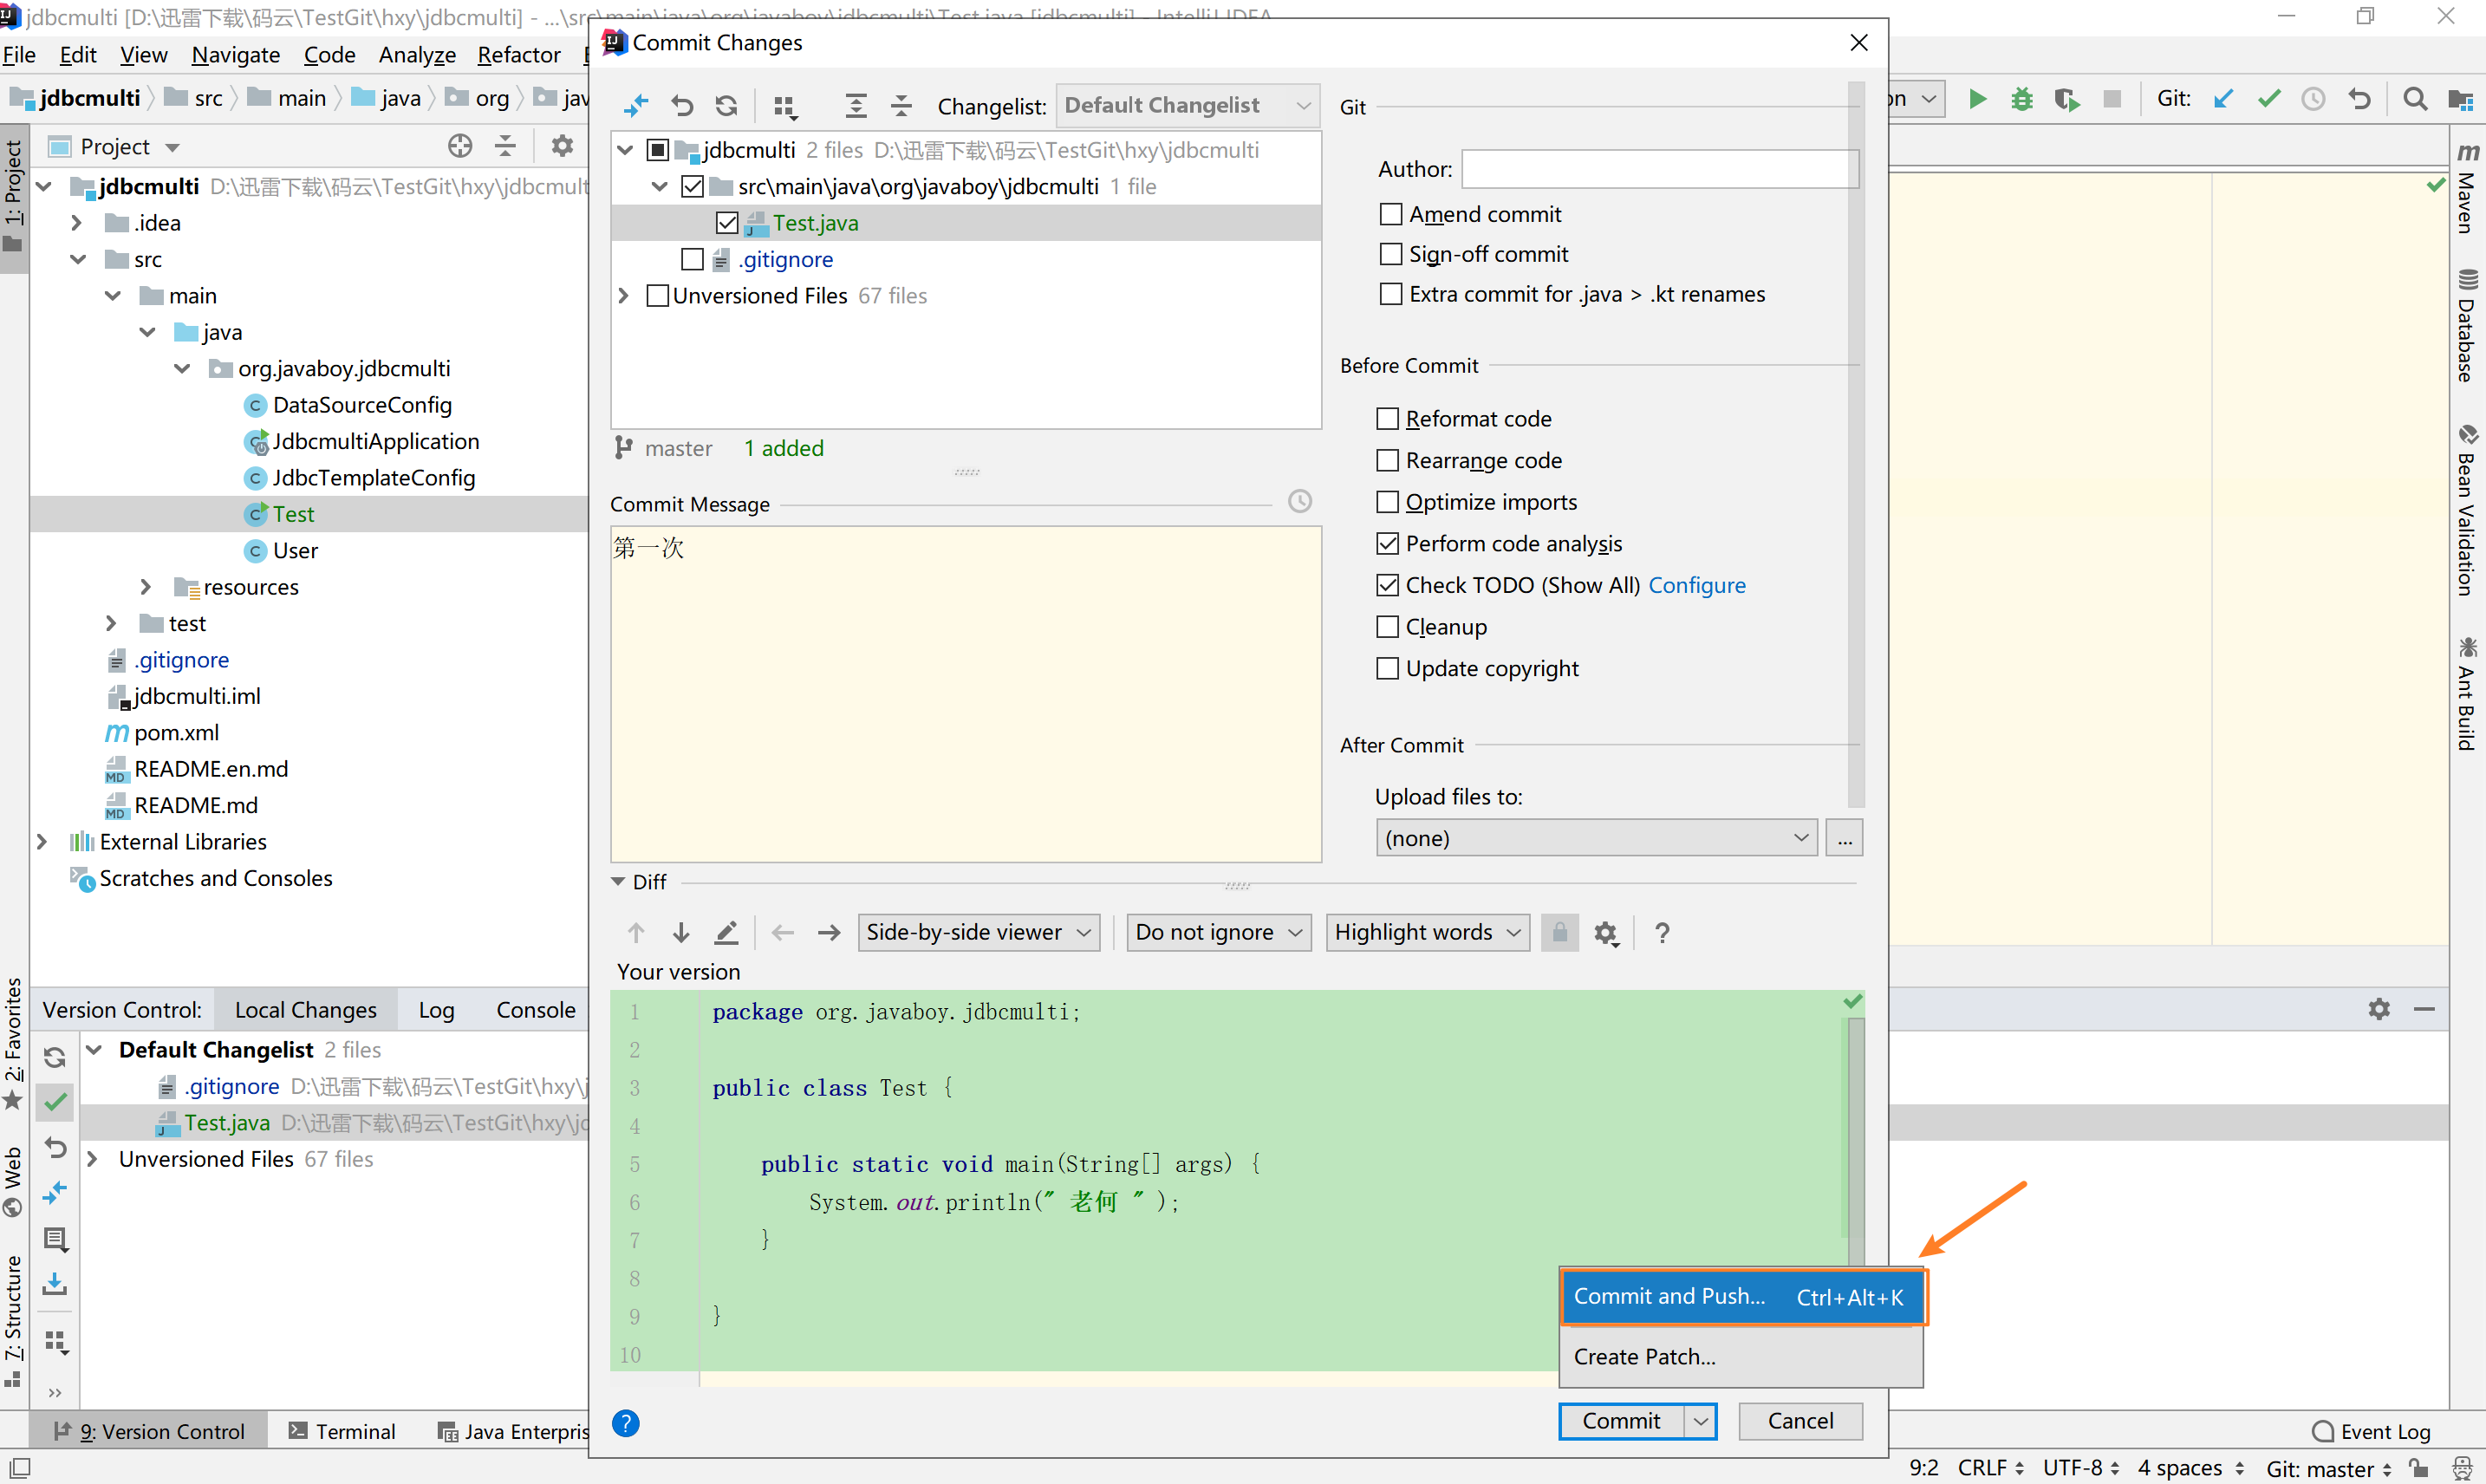 jdbcmulti [D:\迅雷下载\码云\TestGit\hxy\jdbcmulti] - ...\src\main\java\org\javaboy\jdbcmulti\Test.java [jdbcmulti] - IntelliJ IDEA
File Edit View Navigate Code Analyze Refactor
jdbcmulti src main java org jav
Git:
1: Project
Project
jdbcmulti D:\迅雷下载\码云\TestGit\hxy\jdbcmult
.idea
src
main
java
org.javaboy.jdbcmulti
DataSourceConfig
JdbcmultiApplication
JdbcTemplateConfig
Test
User
resources
test
.gitignore
jdbcmulti.iml
pom.xml
README.en.md
README.md
External Libraries
Scratches and Consoles
Commit Changes
Changelist: Default Changelist
jdbcmulti 2 files D:\迅雷下载\码云\TestGit\hxy\jdbcmulti
src\main\java\org\javaboy\jdbcmulti 1 file
Test.java
.gitignore
Unversioned Files 67 files
master 1 added
Commit Message
第一次
Git
Author:
Amend commit
Sign-off commit
Extra commit for .java > .kt renames
Before Commit
Reformat code
Rearrange code
Optimize imports
Perform code analysis
Check TODO (Show All) Configure
Cleanup
Update copyright
After Commit
Upload files to:
(none) ...
Diff
Side-by-side viewer Do not ignore Highlight words ?
Your version
1 package org.javaboy.jdbcmulti;
2
3 public class Test {
4
5 public static void main(String[] args) {
6 System.out.println(" 老何 " );
7 }
8
9 }
10
Commit and Push... Ctrl+Alt+K
Create Patch...
? Commit Cancel
Maven
Database
Bean Validation
Ant Build
2: Favorites
Web
7: Structure
Version Control: Local Changes Log Console
Default Changelist 2 files
.gitignore D:\迅雷下载\码云\TestGit\hxy\j
Test.java D:\迅雷下载\码云\TestGit\hxy\jc
Unversioned Files 67 files
9: Version Control Terminal Java Enterpris
Event Log
9:2 CRLF UTF-8 4 spaces Git: master